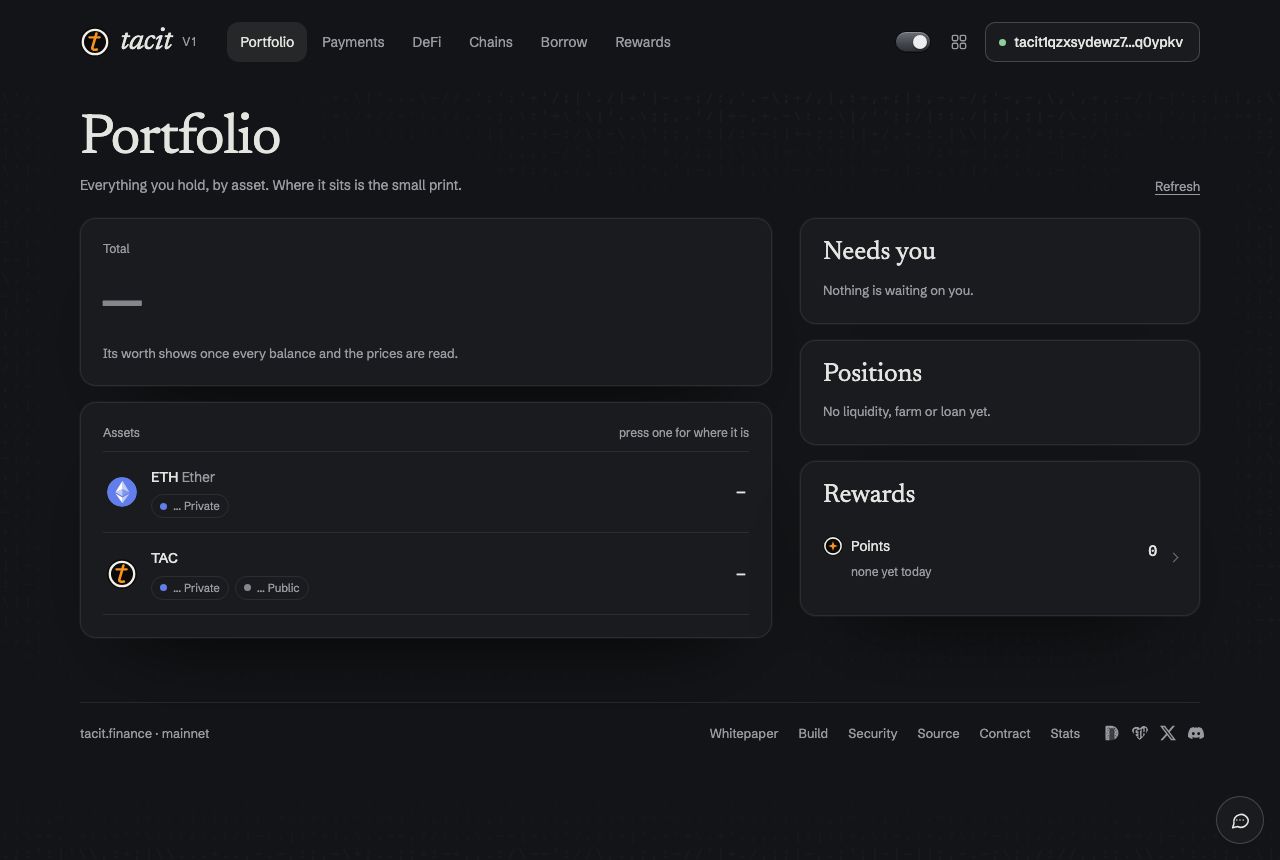 tacit V1
Portfolio
Payments
DeFi
Chains
Borrow
Rewards
tacit1qzxsydewz7...q0ypkv
Portfolio
Everything you hold, by asset. Where it sits is the small print.
Refresh
Total
Its worth shows once every balance and the prices are read.
Assets
press one for where it is
ETH Ether
... Private
–
TAC
... Private
... Public
–
Needs you
Nothing is waiting on you.
Positions
No liquidity, farm or loan yet.
Rewards
Points
0
none yet today
tacit.finance · mainnet
Whitepaper
Build
Security
Source
Contract
Stats